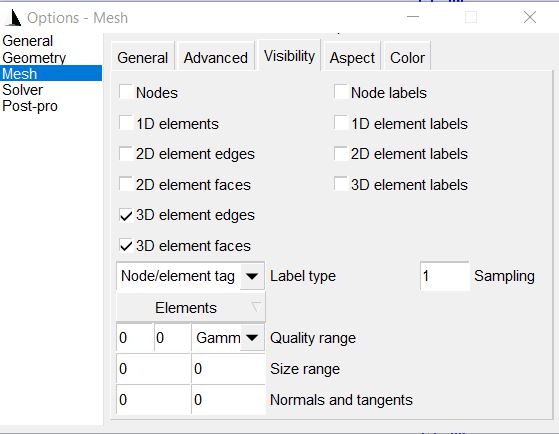 Options - Mesh
General
Geometry
Mesh
Solver
Post-pro
General Advanced Visibility Aspect Color
Nodes Node labels
1D elements 1D element labels
2D element edges 2D element labels
2D element faces 3D element labels
3D element edges
3D element faces
Node/element tag Label type 1 Sampling
Elements
0 0 Gamm Quality range
0 0 Size range
0 0 Normals and tangents